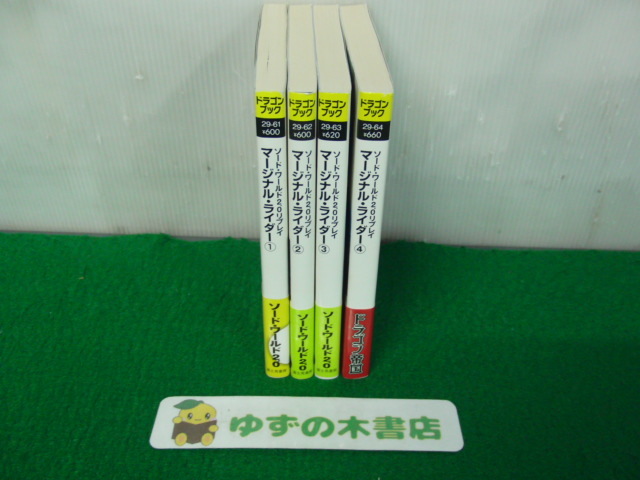 ドラゴン
ブック
29-61
¥600
ソード・ワールド2.0リプレイ
マージナル・ライダー①
ソード・ワールド2.0
ドラゴン
ブック
29-62
¥600
ソード・ワールド2.0リプレイ
マージナル・ライダー②
ソード・ワールド2.0
ドラゴン
ブック
29-63
¥620
ソード・ワールド2.0リプレイ
マージナル・ライダー③
ソード・ワールド2.0
ドラゴン
ブック
29-64
¥660
ソード・ワールド2.0リプレイ
マージナル・ライダー④
ドラゴン帝国
ゆずの木書店